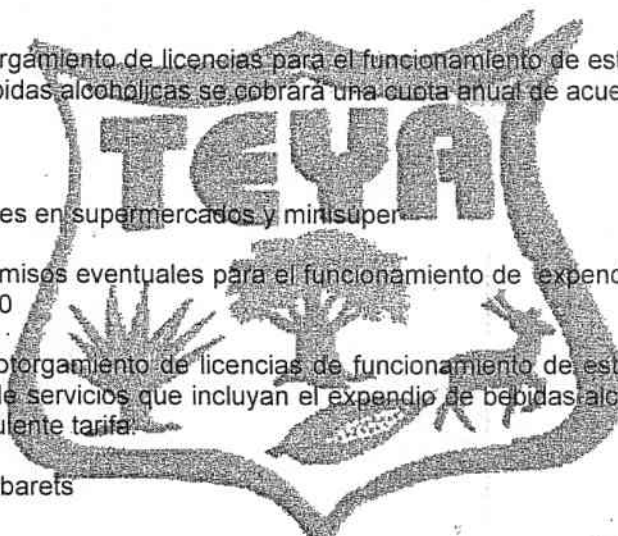 rgamiento de licencias para el funcionamiento de est
bidas alcohólicas se cobrará una cuota anual de acue
TEYA
es en supermercados y minisúper
misos eventuales para el funcionamiento de expend
0
otorgamiento de licencias de funcionamiento de est
de servicios que incluyan el expendio de bebidas alc
uiente tarifa:
barets